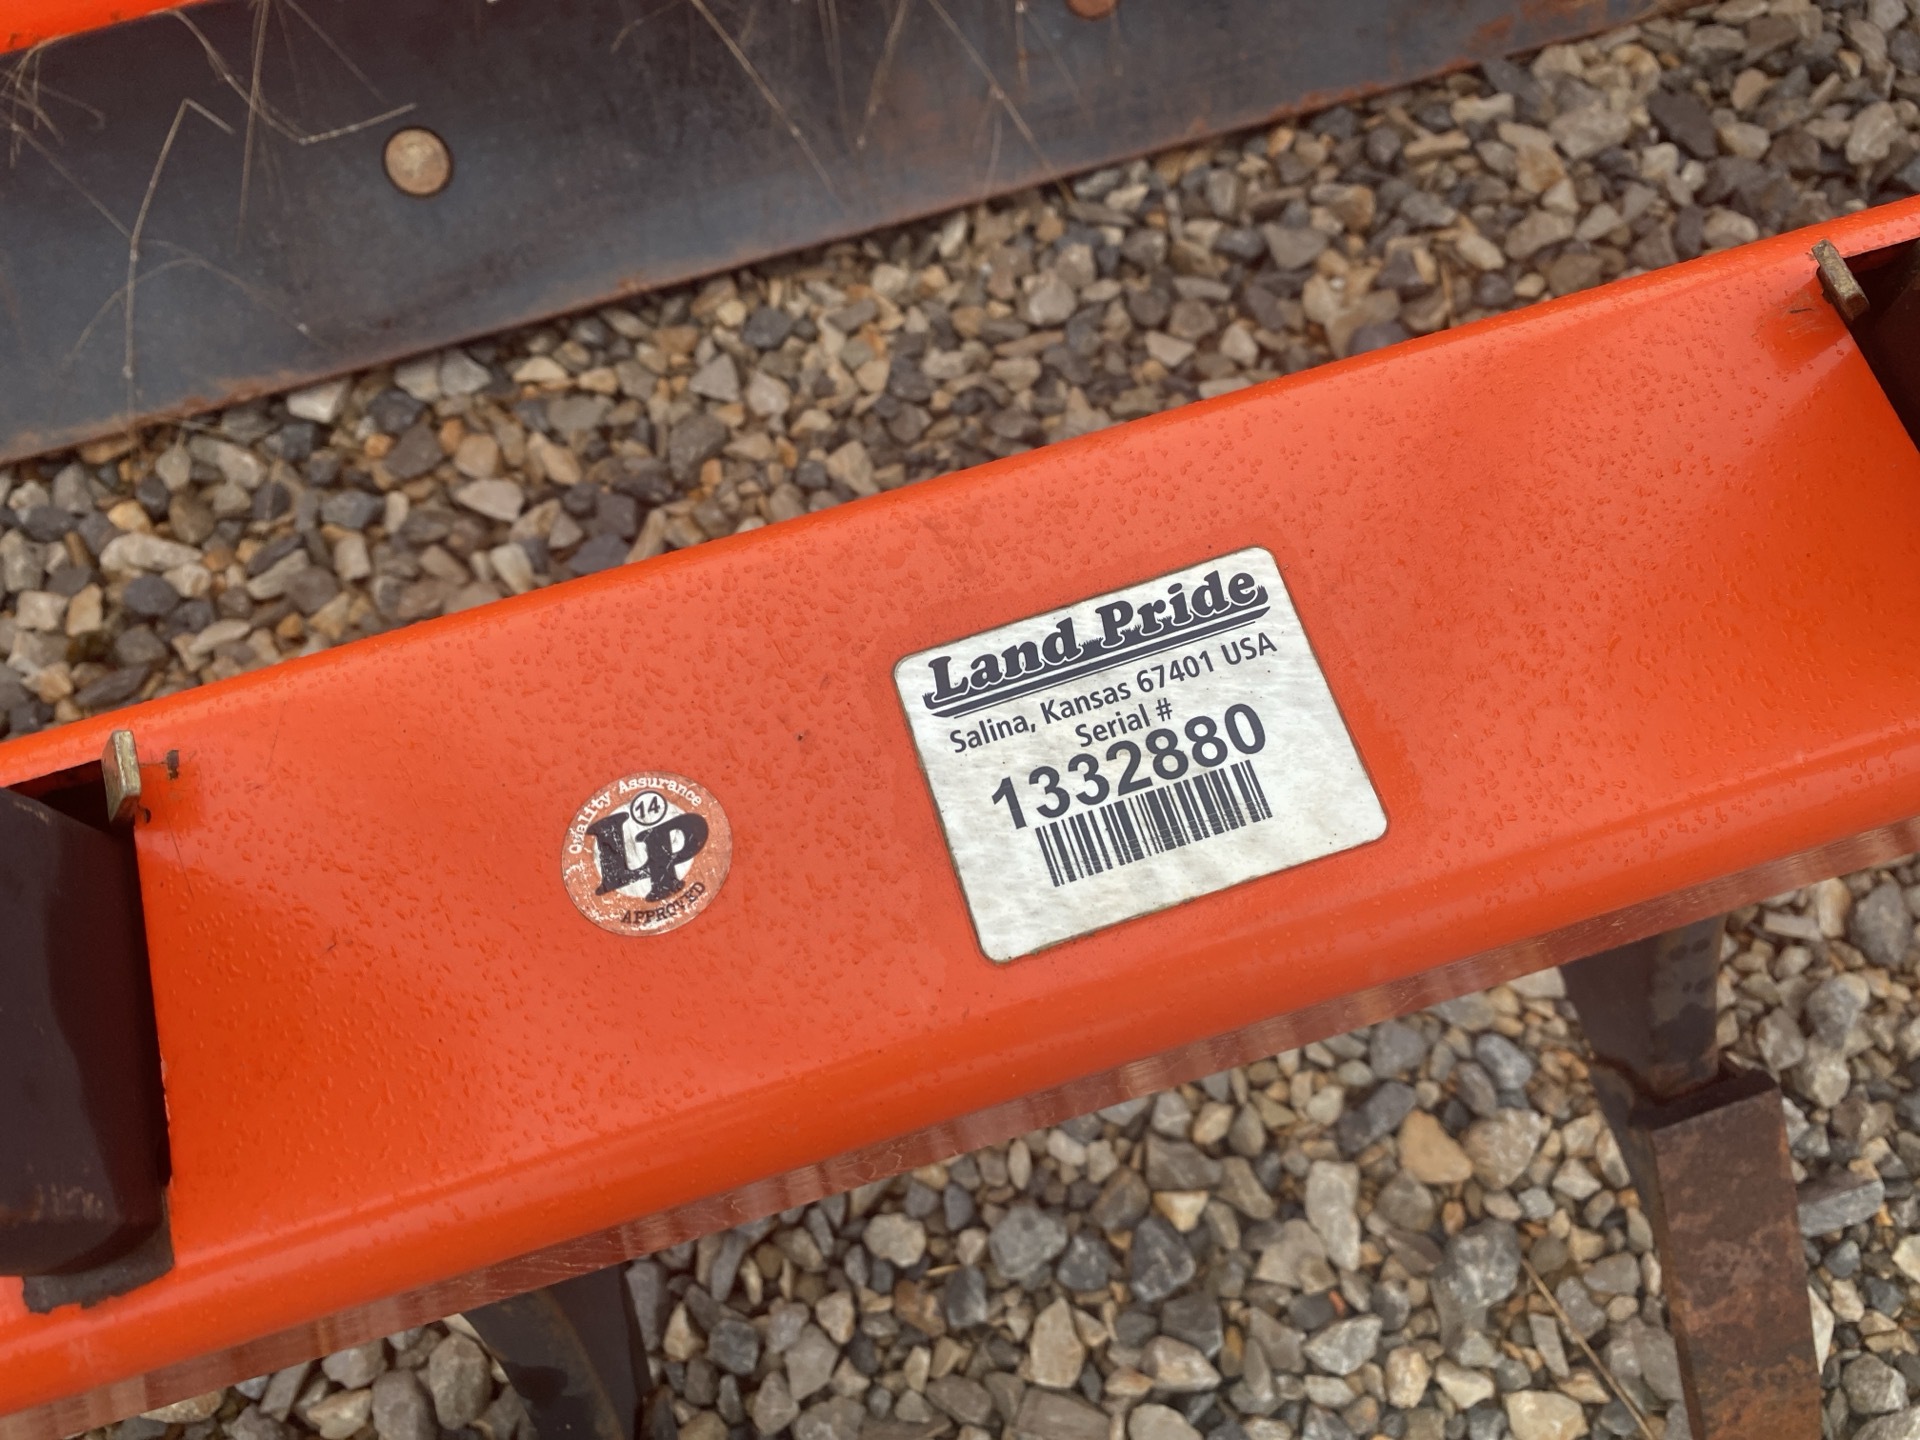 Land Pride
Salina, Kansas 67401 USA
Serial #
1332880
Quality Assurance
14
LP
APPROVED